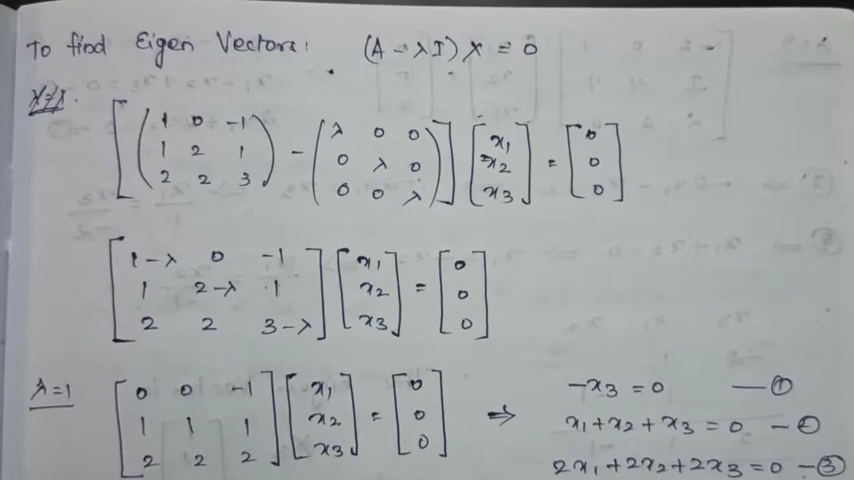 To find Eigen Vectors: (A - λI) X = 0
[(1 0 -1
1 2 1
2 2 3) - (λ 0 0
0 λ 0
0 0 λ)] [x₁
x₂
x₃] = [0
0
0]
[1-λ 0 -1
1 2-λ 1
2 2 3-λ] [x₁
x₂
x₃] = [0
0
0]
λ=1 [0 0 -1
1 1 1
2 2 2] [x₁
x₂
x₃] = [0
0
0] ⇒
-x₃ = 0 —①
x₁+x₂+x₃ = 0 —②
2x₁+2x₂+2x₃ = 0 —③